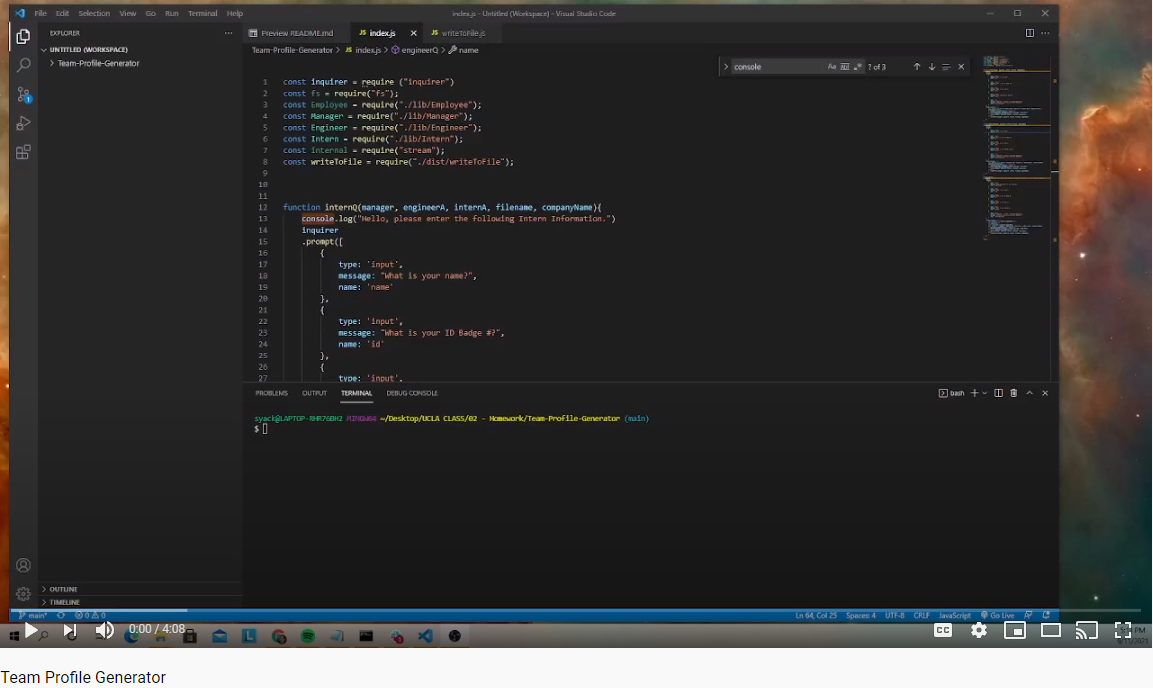 File Edit Selection View Go Run Terminal Help
index.js - Untitled (Workspace) - Visual Studio Code
EXPLORER
UNTITLED (WORKSPACE)
Team-Profile-Generator
Preview README.md
JS index.js
JS writeToFile.js
Team-Profile-Generator > JS index.js > engineerQ > name
console
Aa
? of 3
1 const inquirer = require ("inquirer")
2 const fs = require("fs");
3 const Employee = require("./lib/Employee");
4 const Manager = require("./lib/Manager");
5 const Engineer = require("./lib/Engineer");
6 const Intern = require("./lib/Intern");
7 const internal = require("stream");
8 const writeToFile = require("./dist/writeToFile");
9
10
11
12 function internQ(manager, engineerA, internA, filename, companyName){
13 console.log("Hello, please enter the following Intern Information.")
14 inquirer
15 .prompt([
16 {
17 type: 'input',
18 message: "What is your name?",
19 name: 'name'
20 },
21 {
22 type: 'input',
23 message: "What is your ID Badge #?",
24 name: 'id'
25 },
26 {
27 type: 'input',
PROBLEMS OUTPUT TERMINAL DEBUG CONSOLE
bash
syack@LAPTOP-RHR76BH2 MINGW64 ~/Desktop/UCLA CLASS/02 - Homework/Team-Profile-Generator (main)
$
OUTLINE
TIMELINE
main* 0 0
Ln 64, Col 25 Spaces: 4 UTF-8 CRLF JavaScript Go Live
0:00 / 4:08
CC
PM
Team Profile Generator